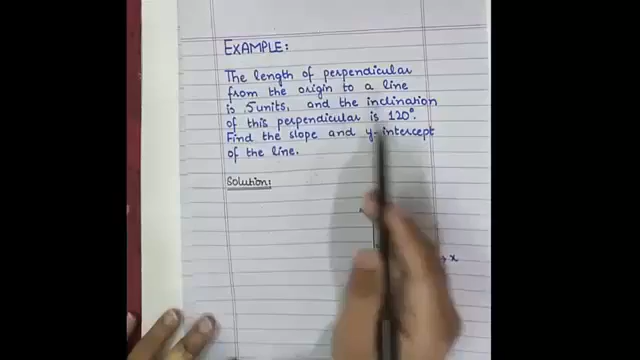 EXAMPLE:
The length of perpendicular
from the origin to a line
is 5units, and the inclination
of this perpendicular is 120°.
Find the slope and y-intercept
of the line.
Solution:
x